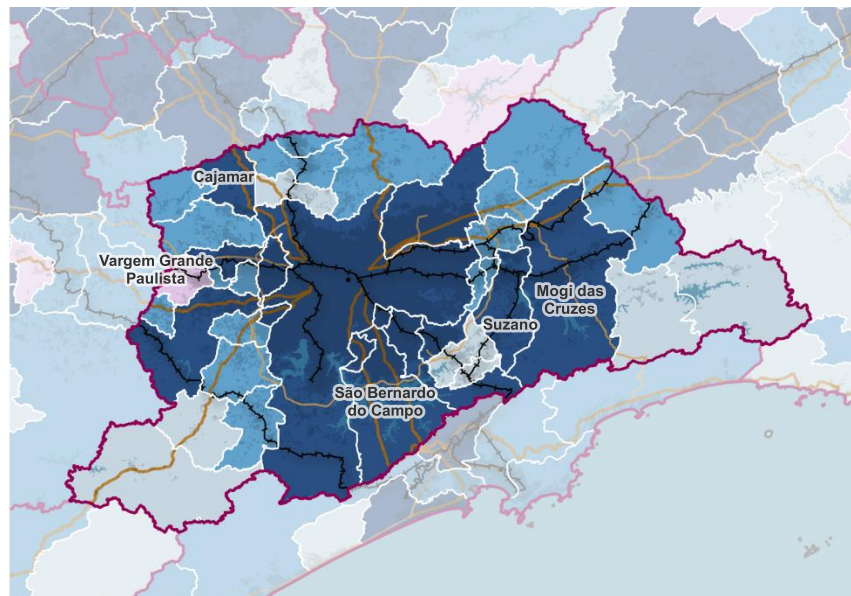 Cajamar
Vargem Grande
Paulista
Mogi das
Cruzes
Suzano
São Bernardo
do Campo